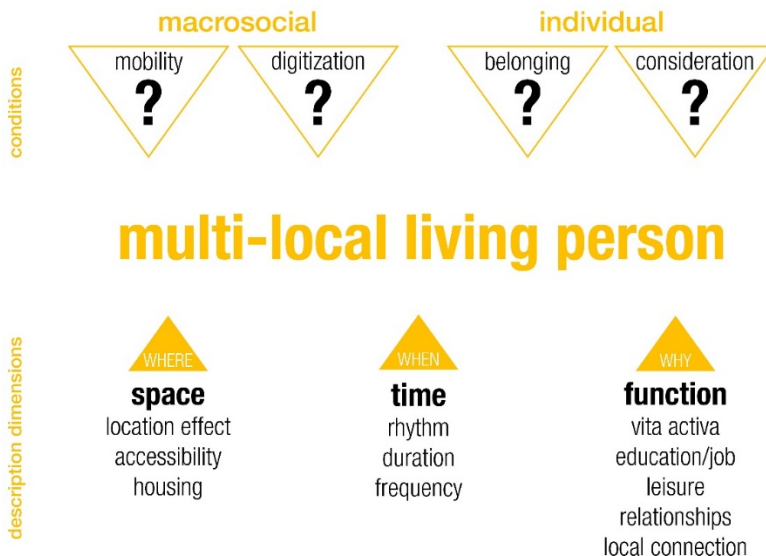 macrosocial
individual
conditions
mobility
?
digitization
?
belonging
?
consideration
?
multi-local living person
description dimensions
WHERE
space
location effect
accessibility
housing
WHEN
time
rhythm
duration
frequency
WHY
function
vita activa
education/job
leisure
relationships
local connection